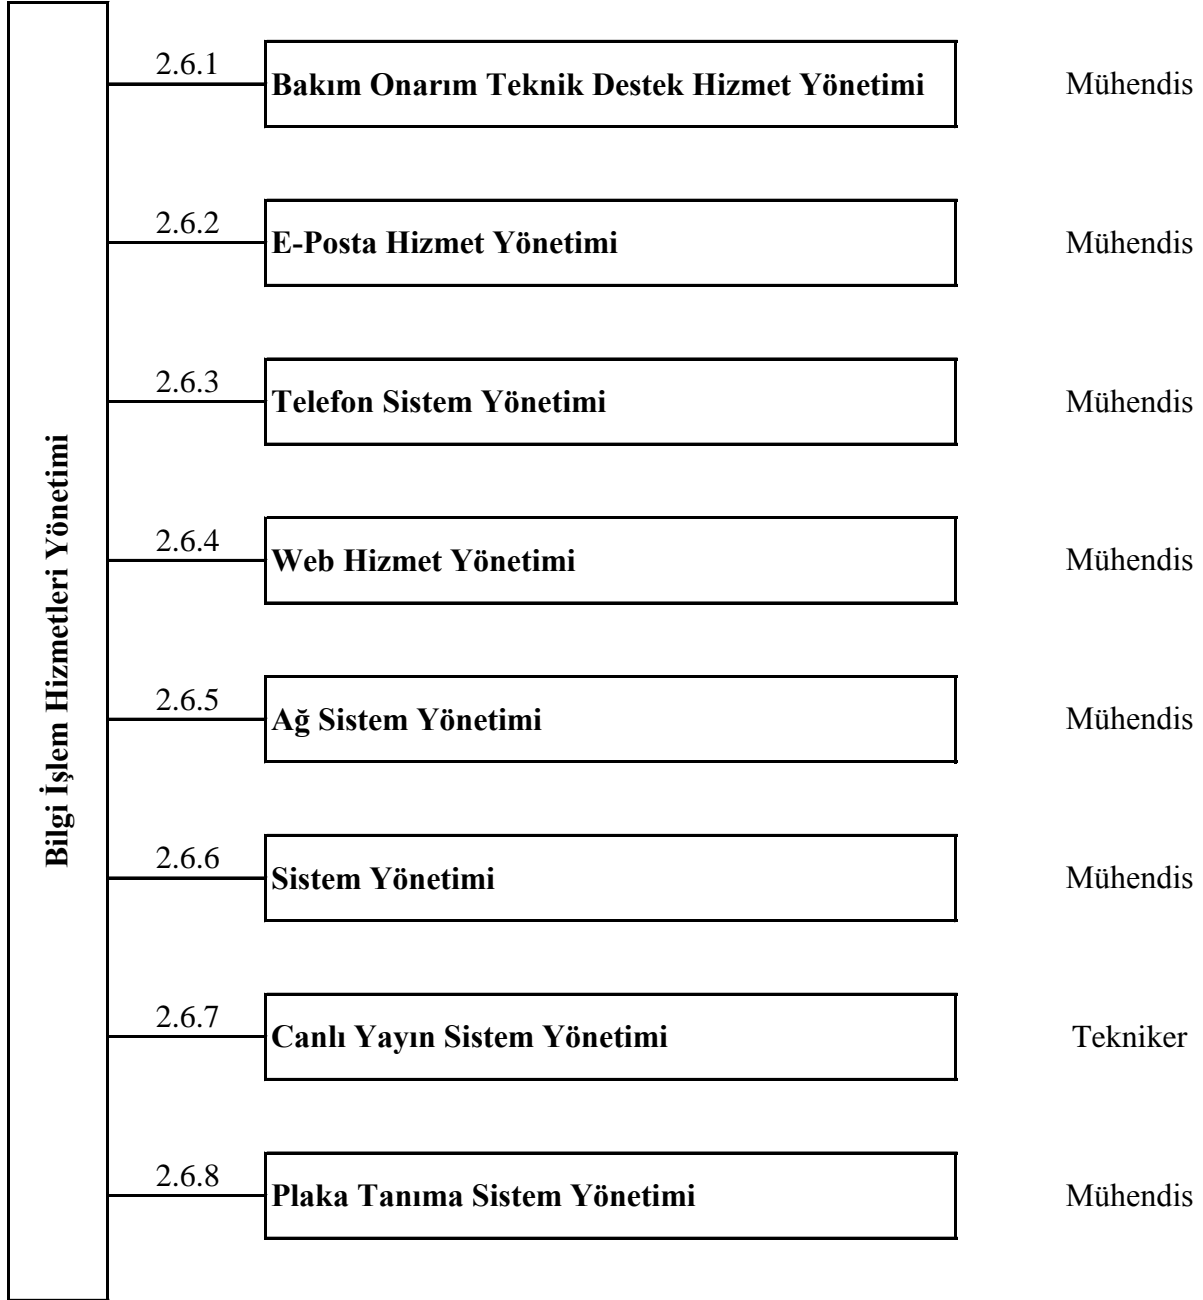 Bilgi İşlem Hizmetleri Yönetimi
2.6.1
Bakım Onarım Teknik Destek Hizmet Yönetimi
Mühendis
2.6.2
E-Posta Hizmet Yönetimi
Mühendis
2.6.3
Telefon Sistem Yönetimi
Mühendis
2.6.4
Web Hizmet Yönetimi
Mühendis
2.6.5
Ağ Sistem Yönetimi
Mühendis
2.6.6
Sistem Yönetimi
Mühendis
2.6.7
Canlı Yayın Sistem Yönetimi
Tekniker
2.6.8
Plaka Tanıma Sistem Yönetimi
Mühendis